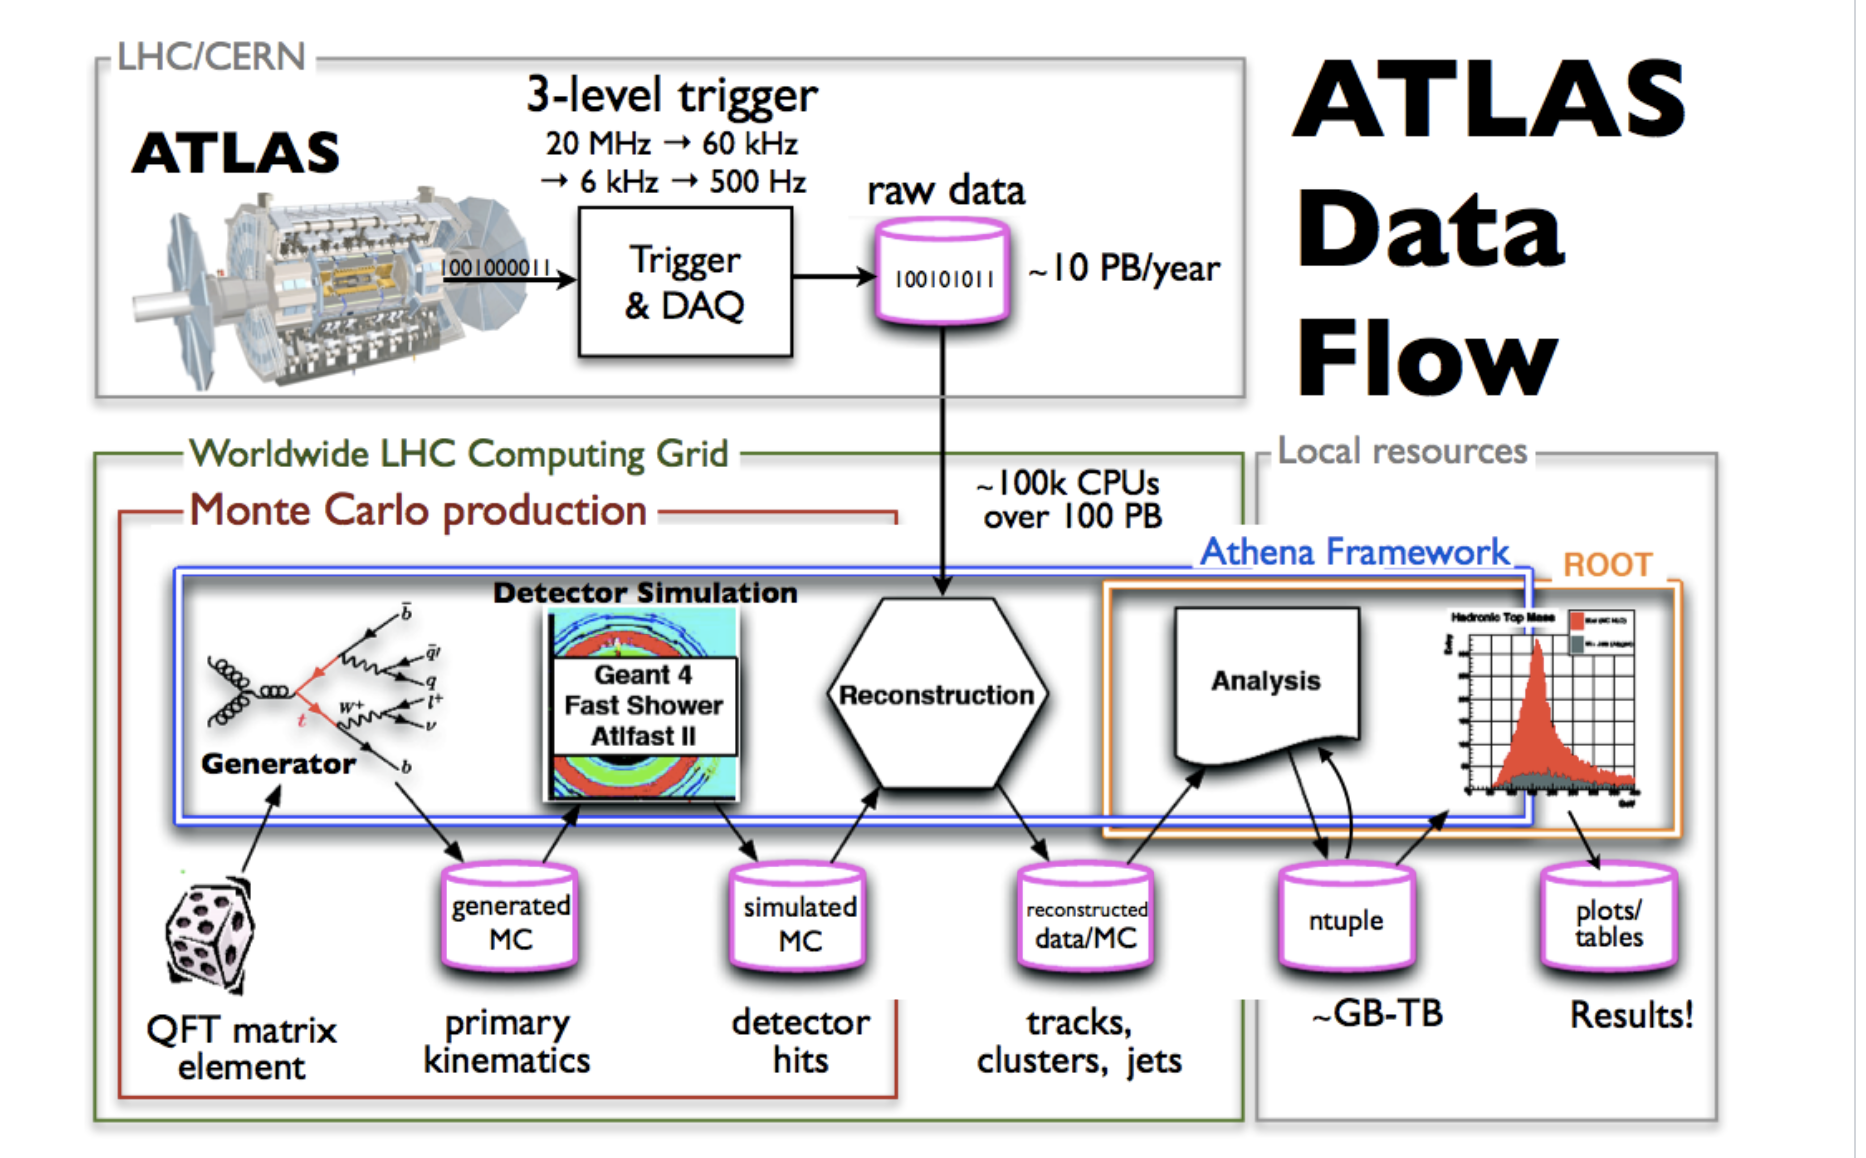 LHC/CERN
ATLAS
3-level trigger
20 MHz → 60 kHz
→ 6 kHz → 500 Hz
1001000011
Trigger
& DAQ
raw data
100101011
~10 PB/year
ATLAS
Data
Flow
Worldwide LHC Computing Grid
Monte Carlo production
~100k CPUs
over 100 PB
Local resources
Athena Framework
ROOT
b̄
q̄'
q
W+
l+
ν
t
b
Generator
Detector Simulation
Geant 4
Fast Shower
Atlfast II
Reconstruction
Analysis
Hadronic Top Mass
GeV
generated
MC
simulated
MC
reconstructed
data/MC
ntuple
plots/
tables
QFT matrix
element
primary
kinematics
detector
hits
tracks,
clusters, jets
~GB-TB
Results!